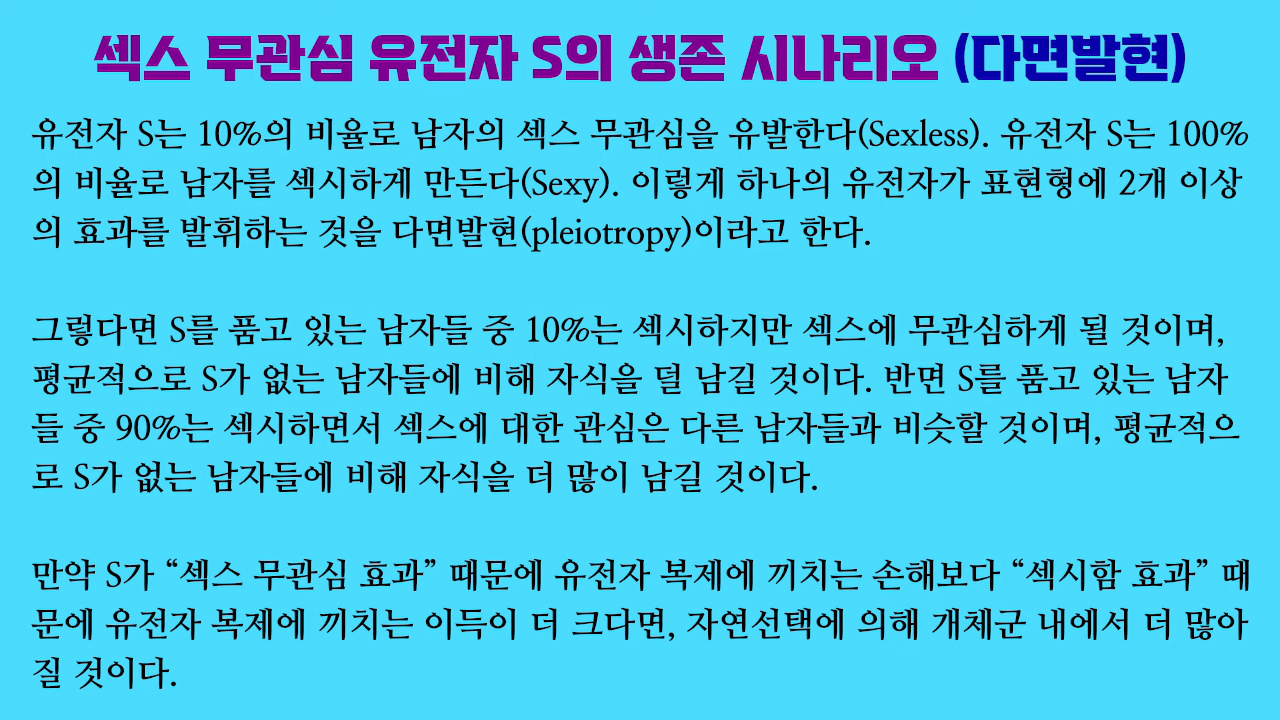 섹스 무관심 유전자 S의 생존 시나리오 (다면발현)
유전자 S는 10%의 비율로 남자의 섹스 무관심을 유발한다(Sexless). 유전자 S는 100%
의 비율로 남자를 섹시하게 만든다(Sexy). 이렇게 하나의 유전자가 표현형에 2개 이상
의 효과를 발휘하는 것을 다면발현(pleiotropy)이라고 한다.
그렇다면 S를 품고 있는 남자들 중 10%는 섹시하지만 섹스에 무관심하게 될 것이며,
평균적으로 S가 없는 남자들에 비해 자식을 덜 남길 것이다. 반면 S를 품고 있는 남자
들 중 90%는 섹시하면서 섹스에 대한 관심은 다른 남자들과 비슷할 것이며, 평균적으
로 S가 없는 남자들에 비해 자식을 더 많이 남길 것이다.
만약 S가 “섹스 무관심 효과” 때문에 유전자 복제에 끼치는 손해보다 “섹시함 효과” 때
문에 유전자 복제에 끼치는 이득이 더 크다면, 자연선택에 의해 개체군 내에서 더 많아
질 것이다.